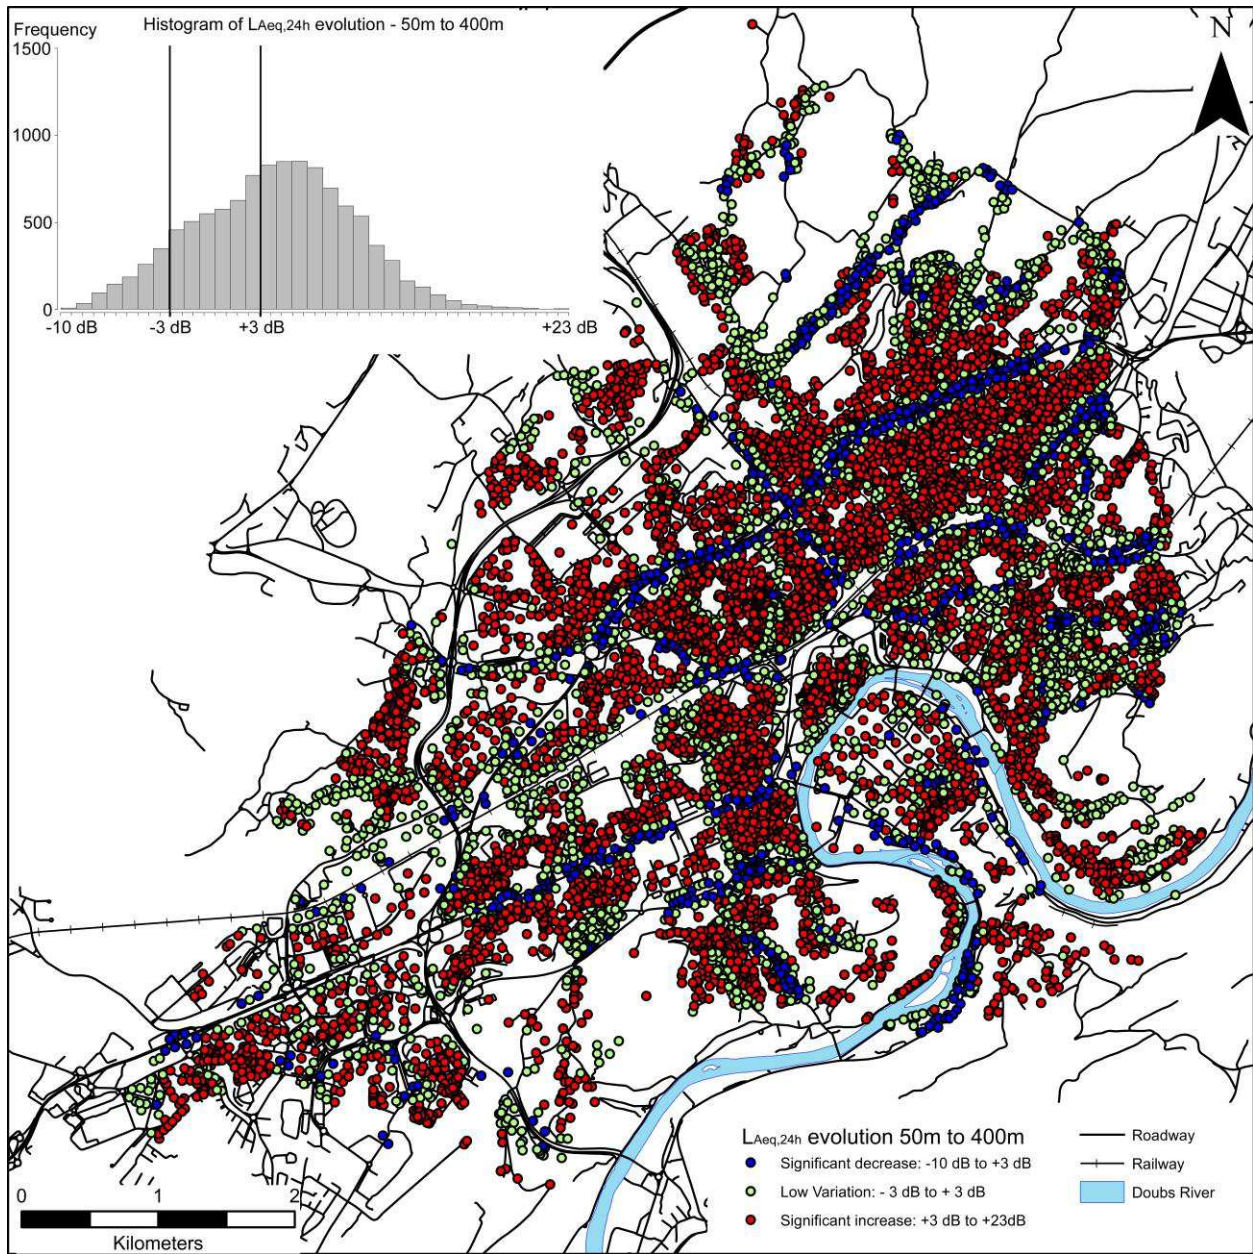 Histogram of LAeq,24h evolution - 50m to 400m
Frequency
1500
1000
500
0
-10 dB -3 dB +3 dB +23 dB
N
LAeq,24h evolution 50m to 400m
Significant decrease: -10 dB to +3 dB
Low Variation: - 3 dB to + 3 dB
Significant increase: +3 dB to +23dB
Roadway
Railway
Doubs River
0 1 2
Kilometers